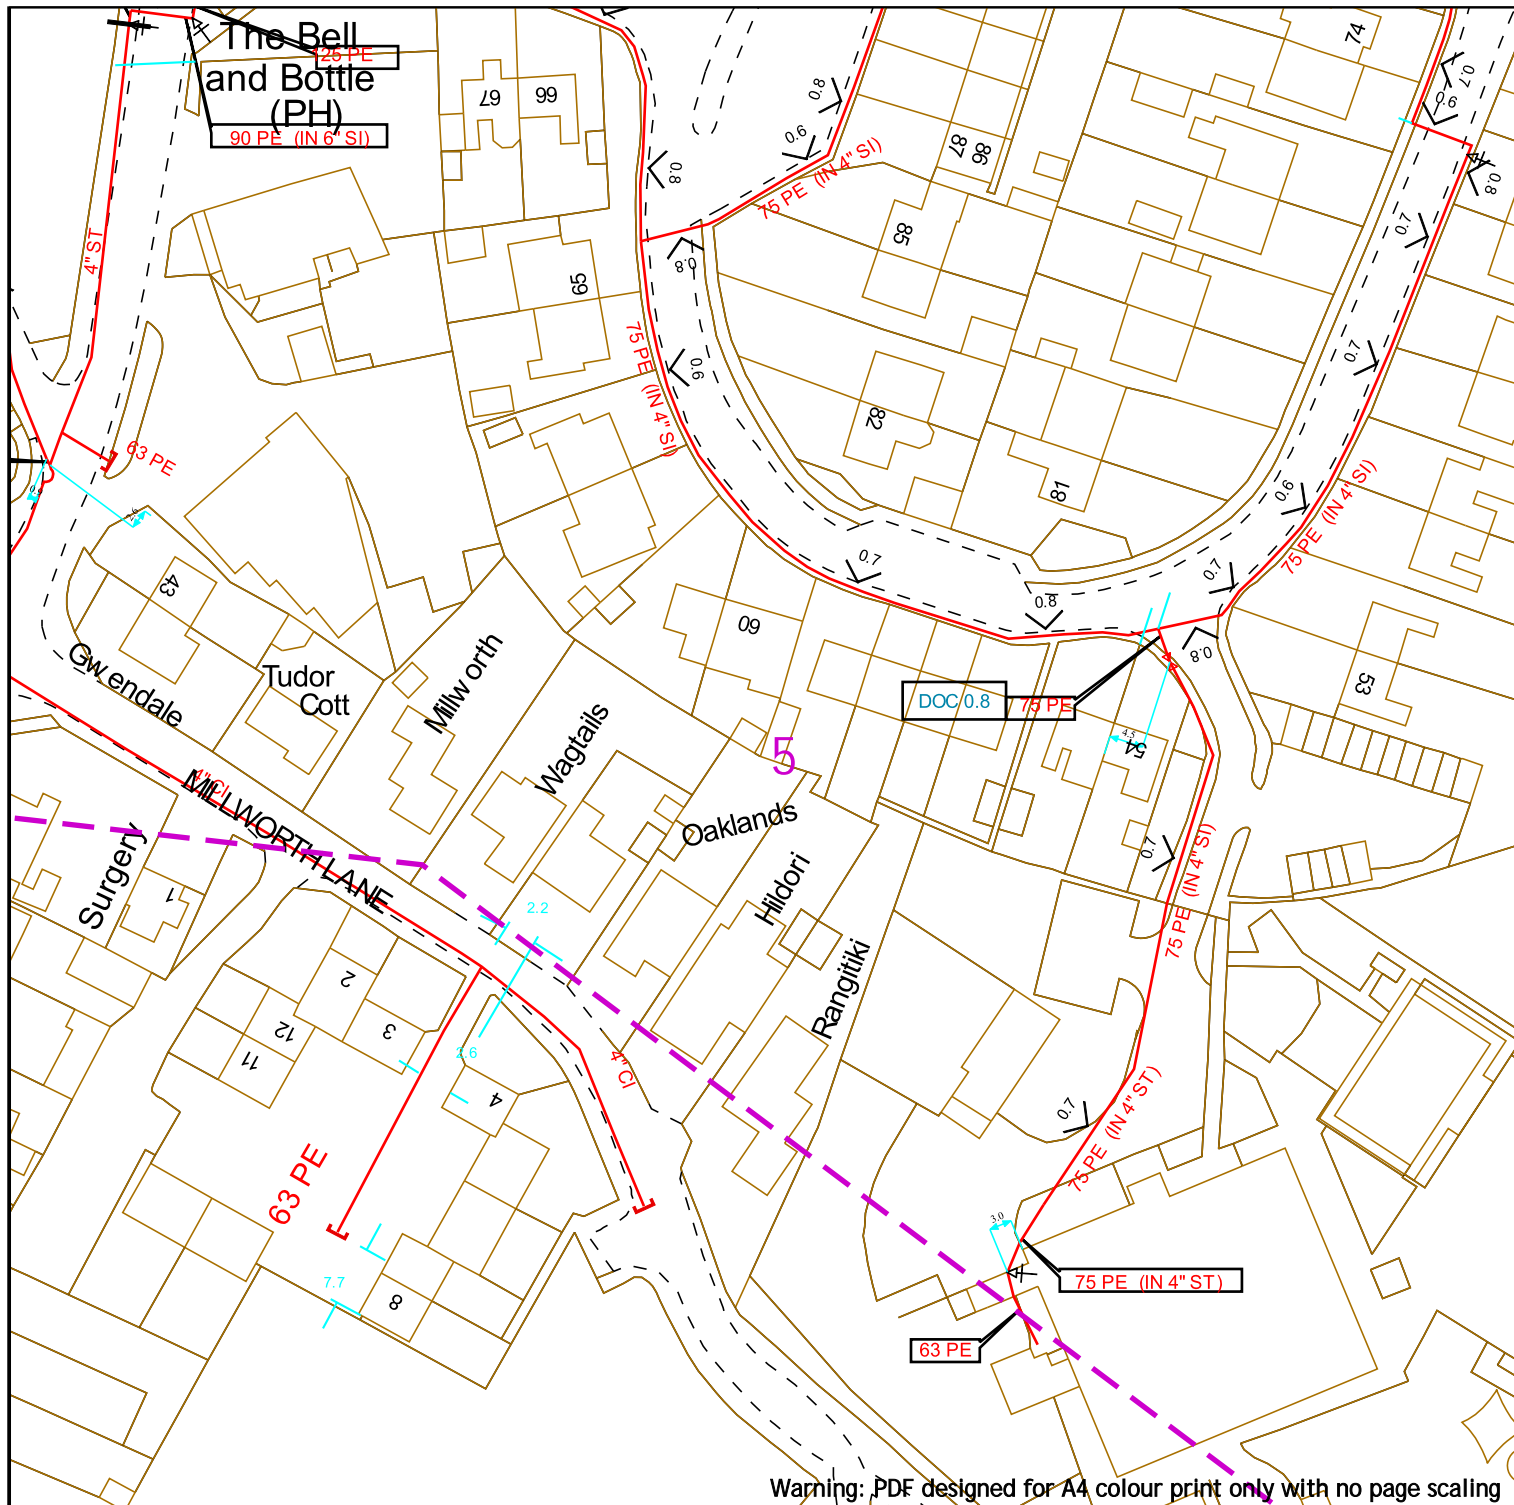 The Bell
and Bottle
(PH)
125 PE
90 PE (IN 6" SI)
4" ST
67
66
65
0.8
0.6
0.8
75 PE (IN 4" SI)
87
86
85
74
0.7
0.6
0.8
0.7
0.8
0.6
75 PE (IN 4" SI)
82
81
0.7
0.6
75 PE (IN 4" SI)
63 PE
43
Gwendale
Tudor
Cott
Millworth
Wagtails
60
0.7
0.8
0.7
0.8
53
DOC 0.8
75 PE
4.5
54
5
Oaklands
Hildori
Rangitiki
4" CI
MILLWORTH LANE
Surgery
1
2
3
12
11
4
8
2.2
2.6
4" CI
63 PE
7.7
0.7
75 PE (IN 4" SI)
0.7
75 PE (IN 4" ST)
3.0
75 PE (IN 4" ST)
63 PE
Warning: PDF designed for A4 colour print only with no page scaling